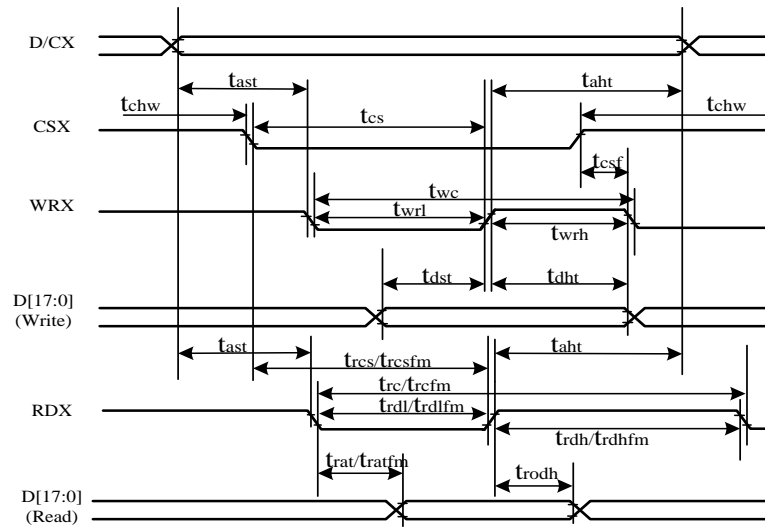 D/CX
tast
taht
tchw
tcs
tchw
CSX
tcsf
twc
WRX
twrl
twrh
tdst
tdht
D[17:0]
(Write)
tast
taht
trcs/trcsfm
trc/trcfm
RDX
trdl/trdlfm
trdh/trdhfm
trat/tratfm
trodh
D[17:0]
(Read)